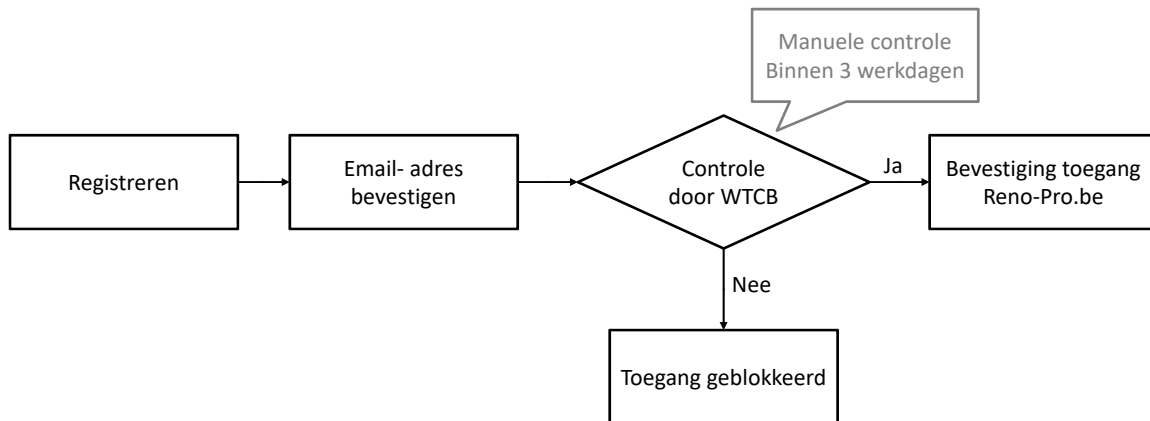 Manuele controle
Binnen 3 werkdagen
Registreren
Email- adres
bevestigen
Controle
door WTCB
Ja
Bevestiging toegang
Reno-Pro.be
Nee
Toegang geblokkeerd